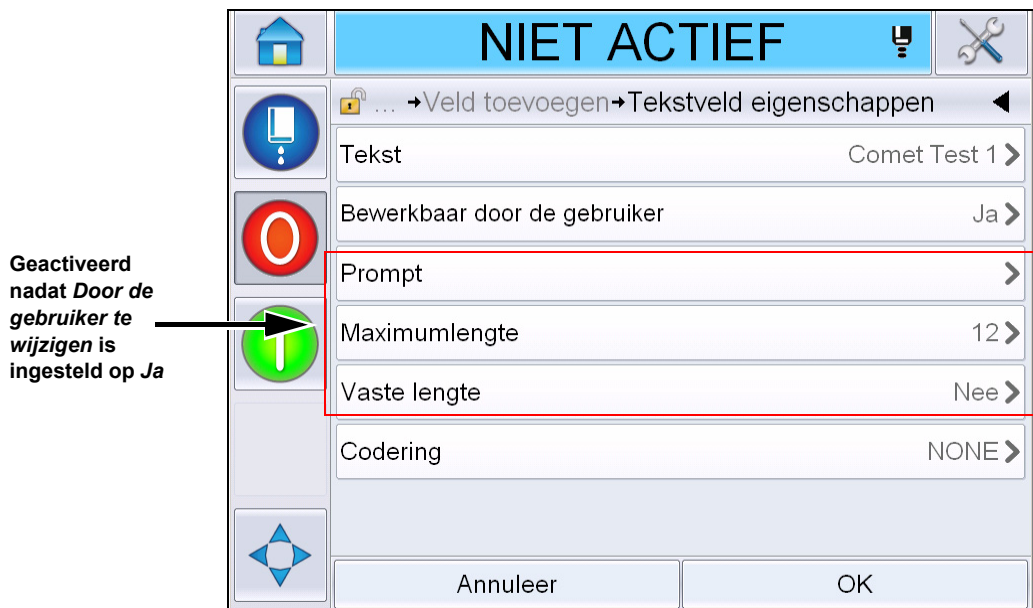 NIET ACTIEF
... →Veld toevoegen→Tekstveld eigenschappen
Tekst Comet Test 1
Bewerkbaar door de gebruiker Ja
Prompt
Maximumlengte 12
Vaste lengte Nee
Codering NONE
Annuleer OK
Geactiveerd
nadat Door de
gebruiker te
wijzigen is
ingesteld op Ja